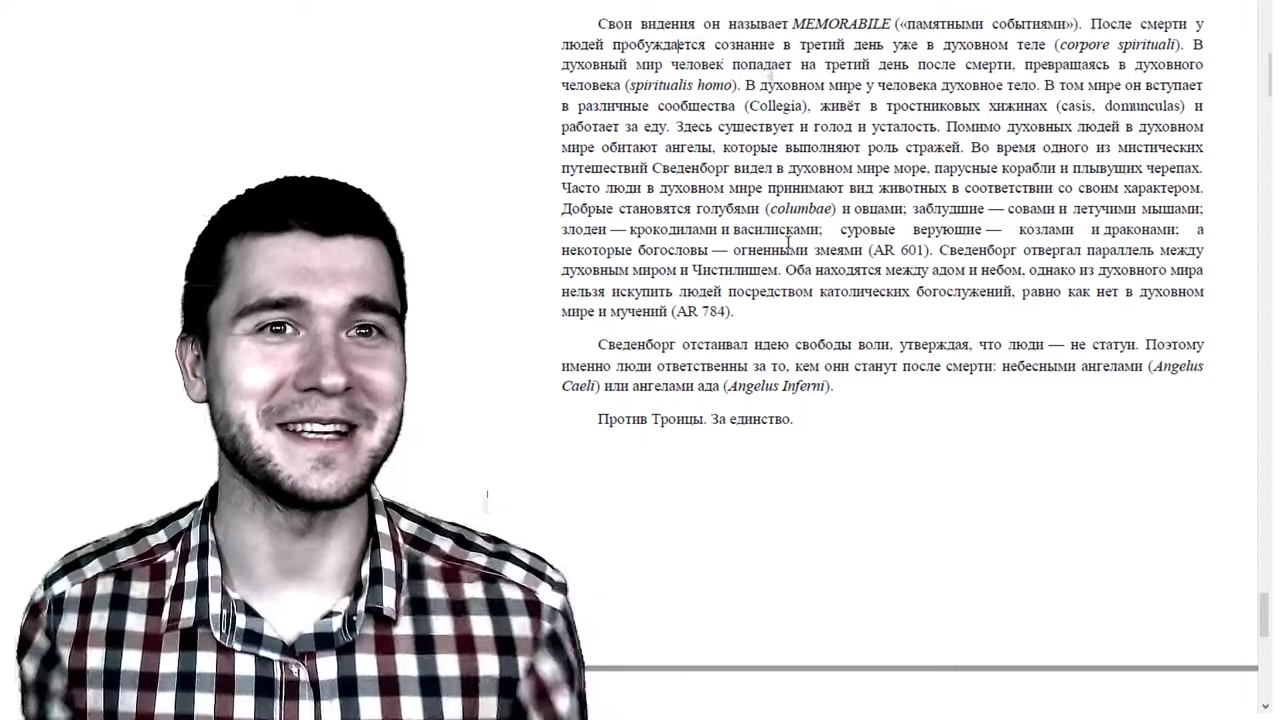 Свои видения он называет MEMORABILE («памятными событиями»). После смерти у
людей пробуждается сознание в третий день уже в духовном теле (corpore spirituali). В
духовный мир человек попадает на третий день после смерти, превращаясь в духовного
человека (spiritualis homo). В духовном мире у человека духовное тело. В том мире он вступает
в различные сообщества (Collegia), живёт в тростниковых хижинах (casis, domunculas) и
работает за еду. Здесь существует и голод и усталость. Помимо духовных людей в духовном
мире обитают ангелы, которые выполняют роль стражей. Во время одного из мистических
путешествий Сведенборг видел в духовном мире море, парусные корабли и плывущих черепах.
Часто люди в духовном мире принимают вид животных в соответствии со своим характером.
Добрые становятся голубями (columbae) и овцами; заблудшие — совами и летучими мышами;
злодеи — крокодилами и василисками; суровые верующие — козлами и драконами; а
некоторые богословы — огненными змеями (AR 601). Сведенборг отвергал параллель между
духовным миром и Чистилищем. Оба находятся между адом и небом, однако из духовного мира
нельзя искупить людей посредством католических богослужений, равно как нет в духовном
мире и мучений (AR 784).
Сведенборг отстаивал идею свободы воли, утверждая, что люди — не статуи. Поэтому
именно люди ответственны за то, кем они станут после смерти: небесными ангелами (Angelus
Caeli) или ангелами ада (Angelus Inferni).
Против Троицы. За единство.